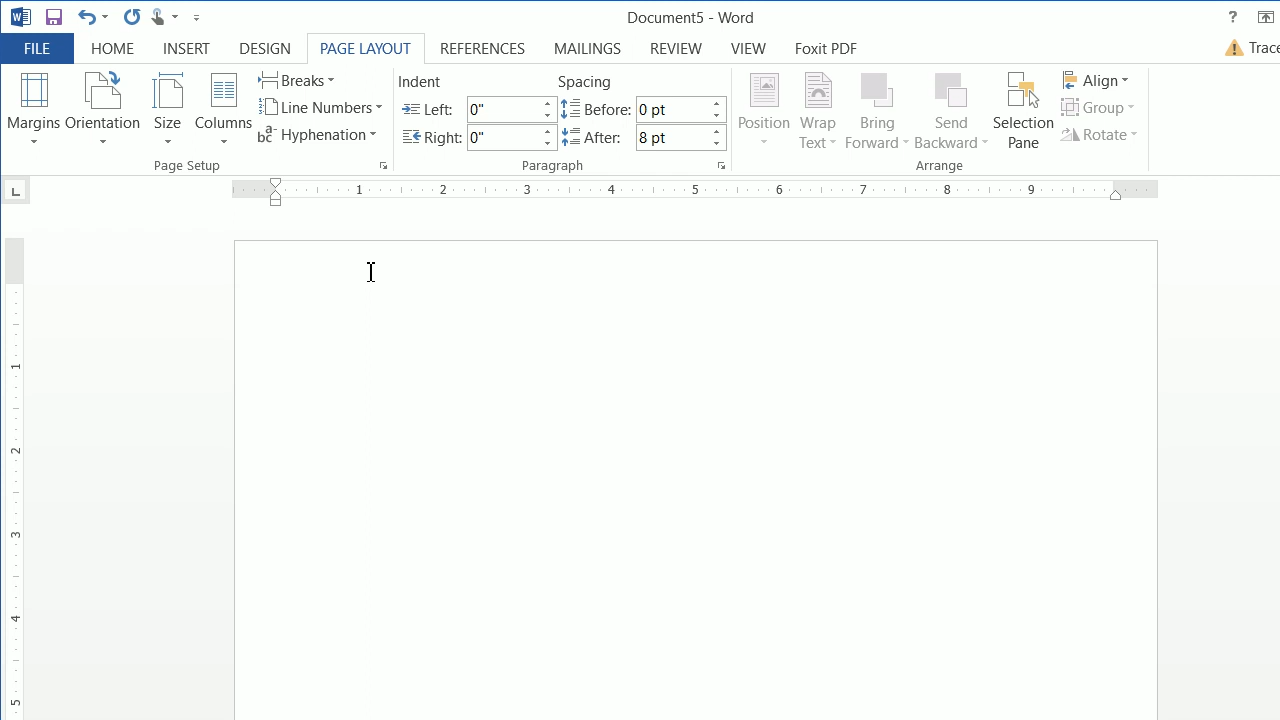 Document5 - Word
?
FILE HOME INSERT DESIGN PAGE LAYOUT REFERENCES MAILINGS REVIEW VIEW Foxit PDF
Margins Orientation Size Columns
Breaks
Line Numbers
Hyphenation
Page Setup
Indent
Left: 0"
Right: 0"
Spacing
Before: 0 pt
After: 8 pt
Paragraph
Position
Wrap
Text
Bring
Forward
Send
Backward
Selection
Pane
Align
Group
Rotate
Arrange
1 2 3 4 5 6 7 8 9
1
2
3
4
5